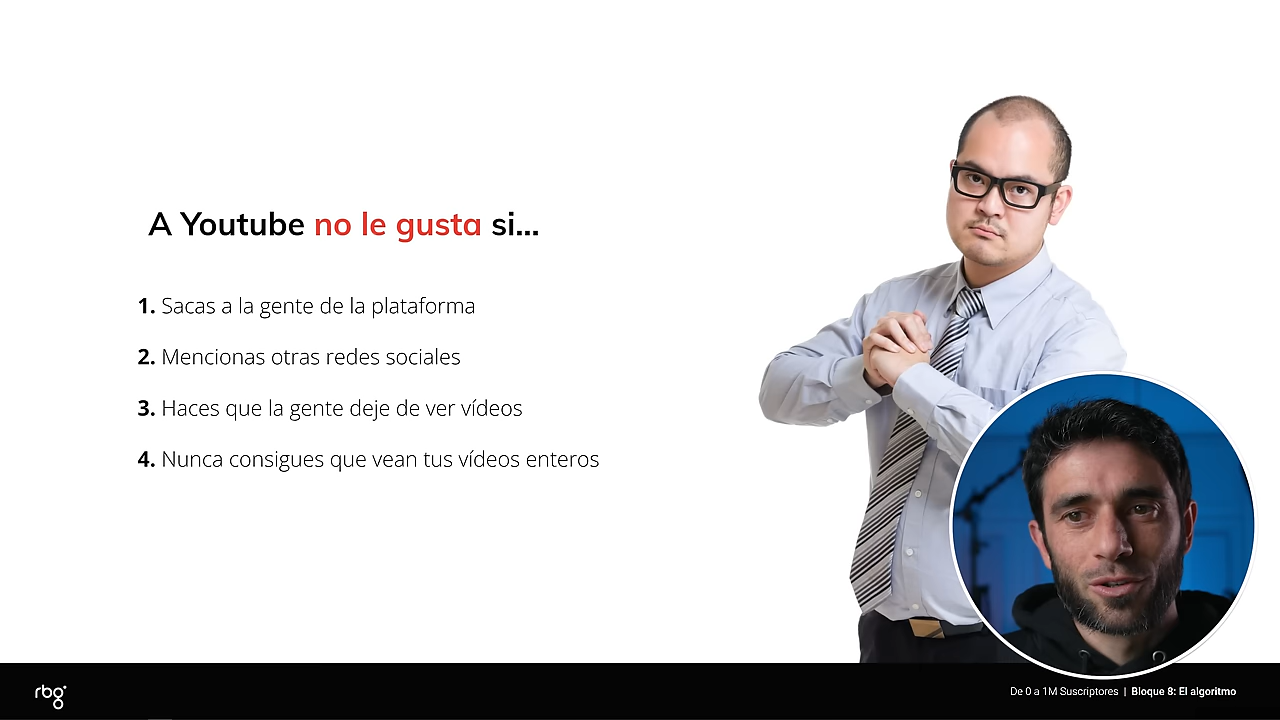 A Youtube no le gusta si...
1. Sacas a la gente de la plataforma
2. Mencionas otras redes sociales
3. Haces que la gente deje de ver vídeos
4. Nunca consigues que vean tus vídeos enteros
rbg
De 0 a 1M Suscriptores | Bloque 8: El algoritmo